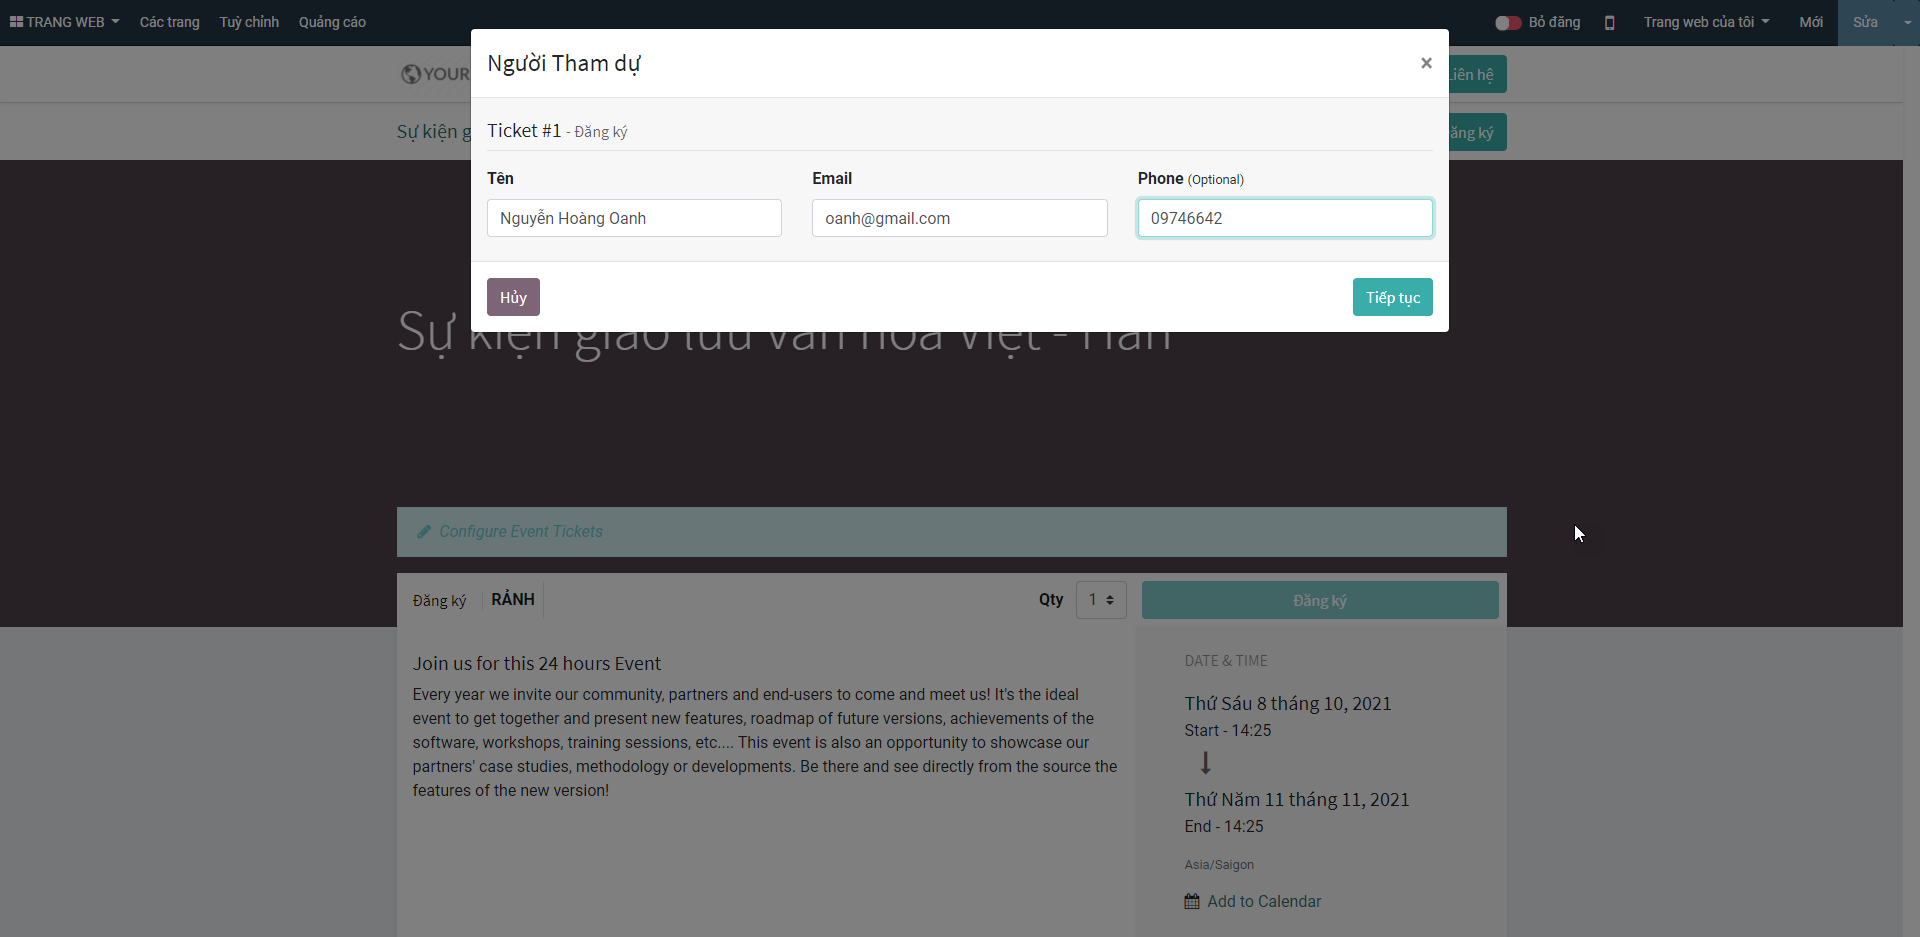 TRANG WEB Các trang Tuỳ chỉnh Quảng cáo Bỏ đăng Trang web của tôi Mới Sửa
YOUR
Liên hệ
Sự kiện g
ăng ký
Người Tham dự ×
Ticket #1 - Đăng ký
Tên Email Phone (Optional)
Nguyễn Hoàng Oanh oanh@gmail.com 09746642
Hủy Tiếp tục
Sự kiện giao lưu văn hóa Việt - Hàn
Configure Event Tickets
Đăng ký RẢNH Qty 1 Đăng ký
Join us for this 24 hours Event
Every year we invite our community, partners and end-users to come and meet us! It's the ideal
event to get together and present new features, roadmap of future versions, achievements of the
software, workshops, training sessions, etc.... This event is also an opportunity to showcase our
partners' case studies, methodology or developments. Be there and see directly from the source the
features of the new version!
DATE & TIME
Thứ Sáu 8 tháng 10, 2021
Start - 14:25
Thứ Năm 11 tháng 11, 2021
End - 14:25
Asia/Saigon
Add to Calendar